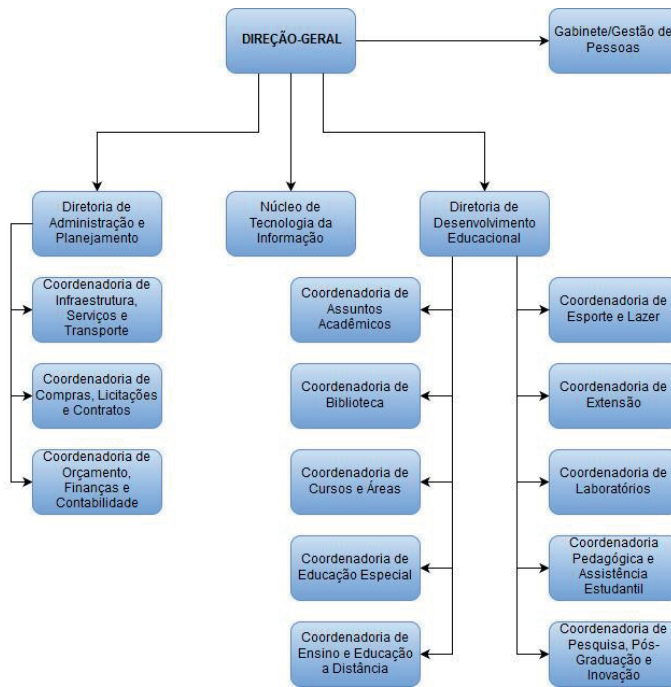 DIREÇÃO-GERAL
Gabinete/Gestão de
Pessoas
Diretoria de
Administração e
Planejamento
Núcleo de
Tecnologia da
Informação
Diretoria de
Desenvolvimento
Educacional
Coordenadoria de
Infraestrutura,
Serviços e
Transporte
Coordenadoria de
Compras, Licitações
e Contratos
Coordenadoria de
Orçamento,
Finanças e
Contabilidade
Coordenadoria de
Assuntos
Acadêmicos
Coordenadoria de
Biblioteca
Coordenadoria de
Cursos e Áreas
Coordenadoria de
Educação Especial
Coordenadoria de
Ensino e Educação
a Distância
Coordenadoria de
Esporte e Lazer
Coordenadoria de
Extensão
Coordenadoria de
Laboratórios
Coordenadoria
Pedagógica e
Assistência
Estudantil
Coordenadoria de
Pesquisa, Pós-
Graduação e
Inovação